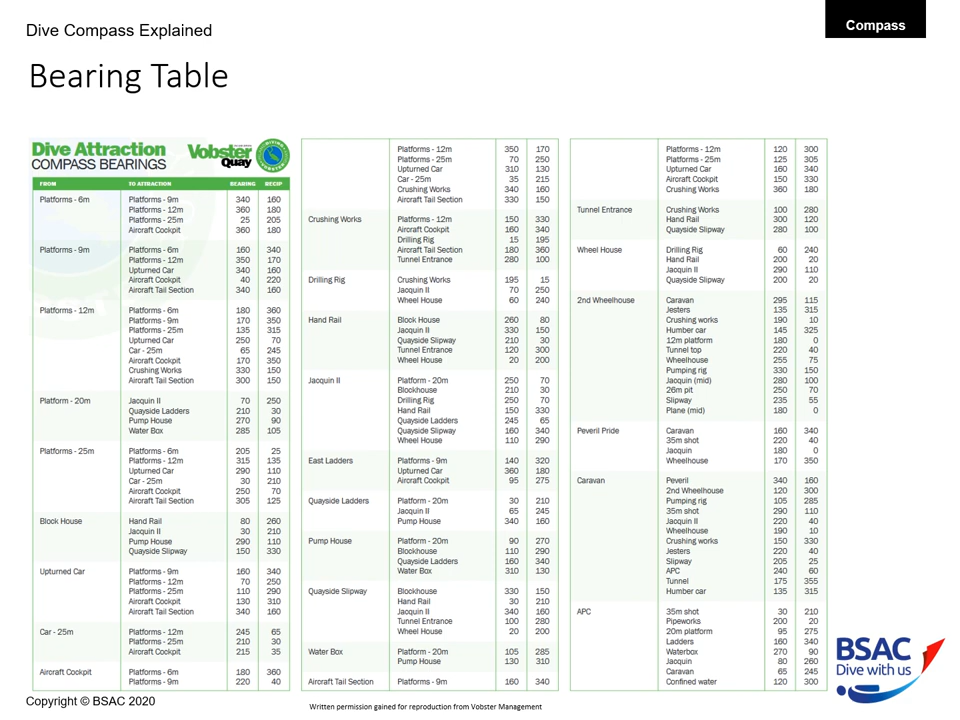 Dive Compass Explained
Compass
Bearing Table
Dive Attraction
COMPASS BEARINGS
Vobster
Quay
FROM TO ATTRACTION BEARING RECIP
Platforms - 6m Platforms - 9m 340 160
Platforms - 12m 360 180
Platforms - 25m 25 205
Aircraft Cockpit 360 180
Platforms - 9m Platforms - 6m 160 340
Platforms - 12m 350 170
Upturned Car 340 160
Aircraft Cockpit 40 220
Aircraft Tail Section 340 160
Platforms - 12m Platforms - 6m 180 360
Platforms - 9m 170 350
Platforms - 25m 135 315
Upturned Car 250 70
Car - 25m 65 245
Aircraft Cockpit 170 350
Crushing Works 330 150
Aircraft Tail Section 300 150
Platform - 20m Jacquin II 70 250
Quayside Ladders 210 30
Pump House 270 90
Water Box 285 105
Platforms - 25m Platforms - 6m 205 25
Platforms - 12m 315 135
Upturned Car 290 110
Car - 25m 30 210
Aircraft Cockpit 250 70
Aircraft Tail Section 305 125
Block House Hand Rail 80 260
Jacquin II 30 210
Pump House 290 110
Quayside Slipway 150 330
Upturned Car Platforms - 9m 160 340
Platforms - 12m 70 250
Platforms - 25m 110 290
Aircraft Cockpit 130 310
Aircraft Tail Section 340 160
Car - 25m Platforms - 12m 245 65
Platforms - 25m 210 30
Aircraft Cockpit 215 35
Aircraft Cockpit Platforms - 6m 180 360
Platforms - 9m 220 40
Platforms - 12m 350 170
Platforms - 25m 70 250
Upturned Car 310 130
Car - 25m 35 215
Crushing Works 340 160
Aircraft Tail Section 330 150
Crushing Works Platforms - 12m 150 330
Aircraft Cockpit 160 340
Drilling Rig 15 195
Aircraft Tail Section 180 360
Tunnel Entrance 280 100
Drilling Rig Crushing Works 195 15
Jacquin II 70 250
Wheel House 60 240
Hand Rail Block House 260 80
Jacquin II 330 150
Quayside Slipway 210 30
Tunnel Entrance 120 300
Wheel House 20 200
Jacquin II Platform - 20m 250 70
Blockhouse 210 30
Drilling Rig 250 70
Hand Rail 150 330
Quayside Ladders 245 65
Quayside Slipway 160 340
Wheel House 110 290
East Ladders Platforms - 9m 140 320
Upturned Car 360 180
Aircraft Cockpit 95 275
Quayside Ladders Platform - 20m 30 210
Jacquin II 65 245
Pump House 340 160
Pump House Platform - 20m 90 270
Blockhouse 110 290
Quayside Ladders 160 340
Water Box 310 130
Quayside Slipway Blockhouse 330 150
Hand Rail 30 210
Jacquin II 340 160
Tunnel Entrance 100 280
Wheel House 20 200
Water Box Platform - 20m 105 285
Pump House 130 310
Aircraft Tail Section Platforms - 9m 160 340
Platforms - 12m 120 300
Platforms - 25m 125 305
Upturned Car 160 340
Aircraft Cockpit 150 330
Crushing Works 360 180
Tunnel Entrance Crushing Works 100 280
Hand Rail 300 120
Quayside Slipway 280 100
Wheel House Drilling Rig 60 240
Hand Rail 200 20
Jacquin II 290 110
Quayside Slipway 200 20
2nd Wheelhouse Caravan 295 115
Jesters 135 315
Crushing works 190 10
Humber car 145 325
12m platform 180 0
Tunnel top 220 40
Wheelhouse 255 75
Pumping rig 330 150
Jacquin (mid) 280 100
26m pit 250 70
Slipway 235 55
Plane (mid) 180 0
Peveril Pride Caravan 160 340
35m shot 220 40
Jacquin 180 0
Wheelhouse 170 350
Caravan Peveril 340 160
2nd Wheelhouse 120 300
Pumping rig 105 285
35m shot 290 110
Jacquin II 220 40
Wheelhouse 190 10
Crushing works 150 330
Jesters 220 40
Slipway 205 25
APC 240 60
Tunnel 175 355
Humber car 135 315
APC 35m shot 30 210
Pipeworks 200 20
20m platform 95 275
Ladders 160 340
Waterbox 270 90
Jacquin 80 260
Caravan 65 245
Confined water 120 300
BSAC
Dive with us
Copyright © BSAC 2020
Written permission gained for reproduction from Vobster Management